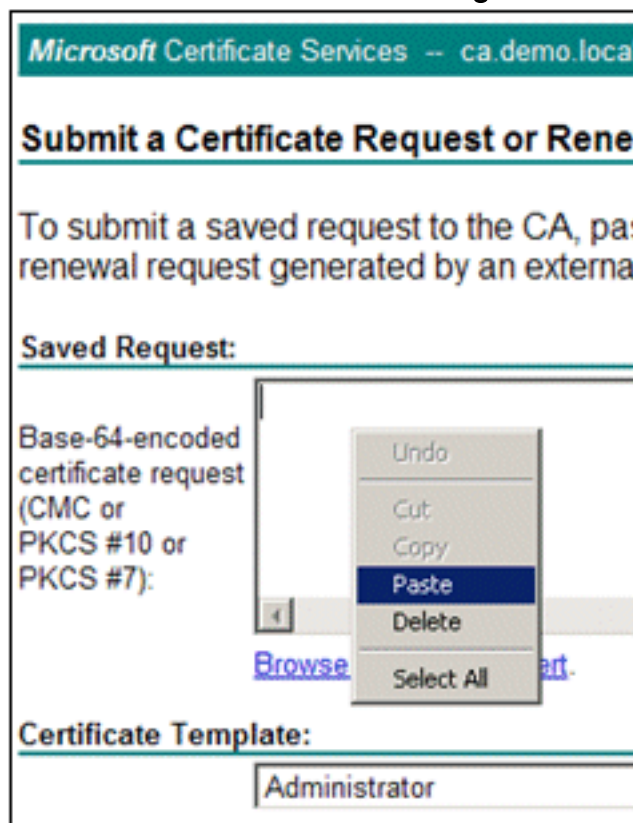 Microsoft Certificate Services -- ca.demo.loca
Submit a Certificate Request or Rene
To submit a saved request to the CA, pas
renewal request generated by an externa
Saved Request:
Base-64-encoded
certificate request
(CMC or
PKCS #10 or
PKCS #7):
Undo
Cut
Copy
Paste
Delete
Select All
Browse
ert.
Certificate Template:
Administrator